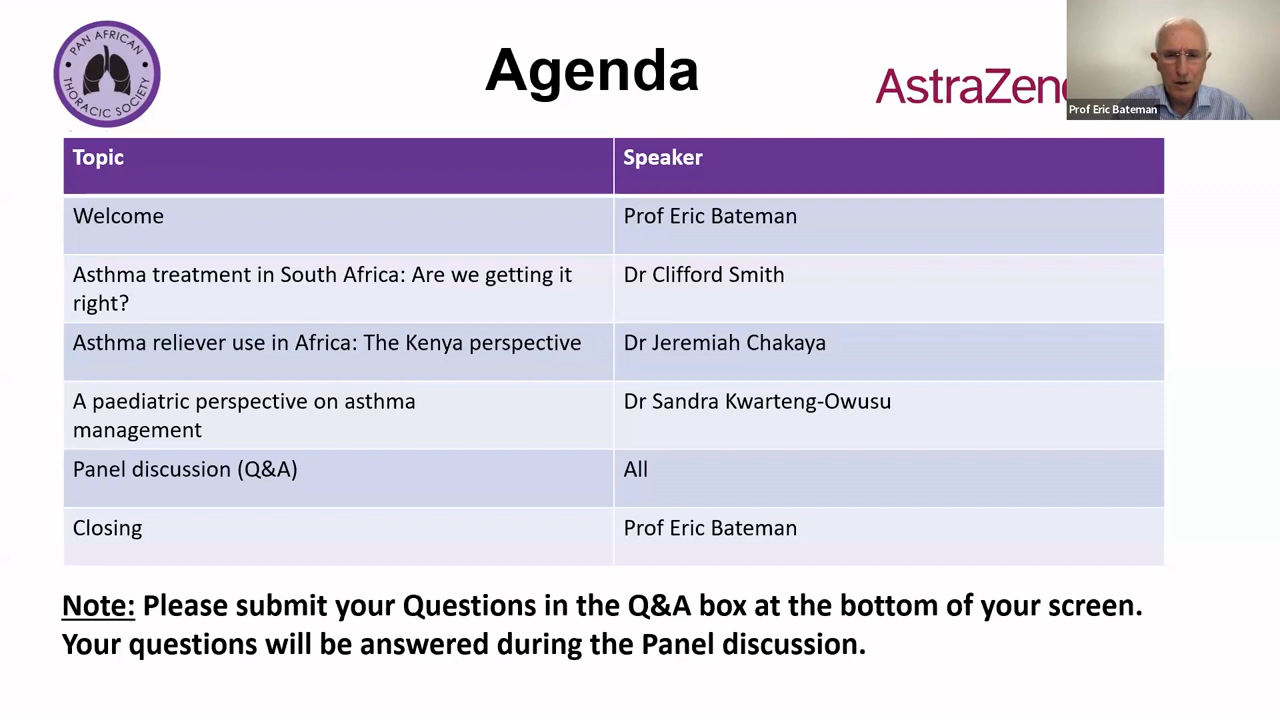 PAN AFRICAN
THORACIC SOCIETY
Agenda
AstraZen
Prof Eric Bateman
Topic
Speaker
Welcome
Prof Eric Bateman
Asthma treatment in South Africa: Are we getting it
right?
Dr Clifford Smith
Asthma reliever use in Africa: The Kenya perspective
Dr Jeremiah Chakaya
A paediatric perspective on asthma
management
Dr Sandra Kwarteng-Owusu
Panel discussion (Q&A)
All
Closing
Prof Eric Bateman
Note: Please submit your Questions in the Q&A box at the bottom of your screen.
Your questions will be answered during the Panel discussion.